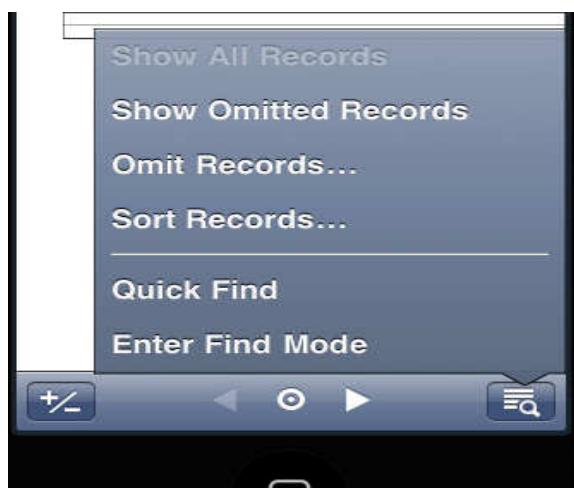 Show All Records
Show Omitted Records
Omit Records...
Sort Records...
Quick Find
Enter Find Mode
+/-